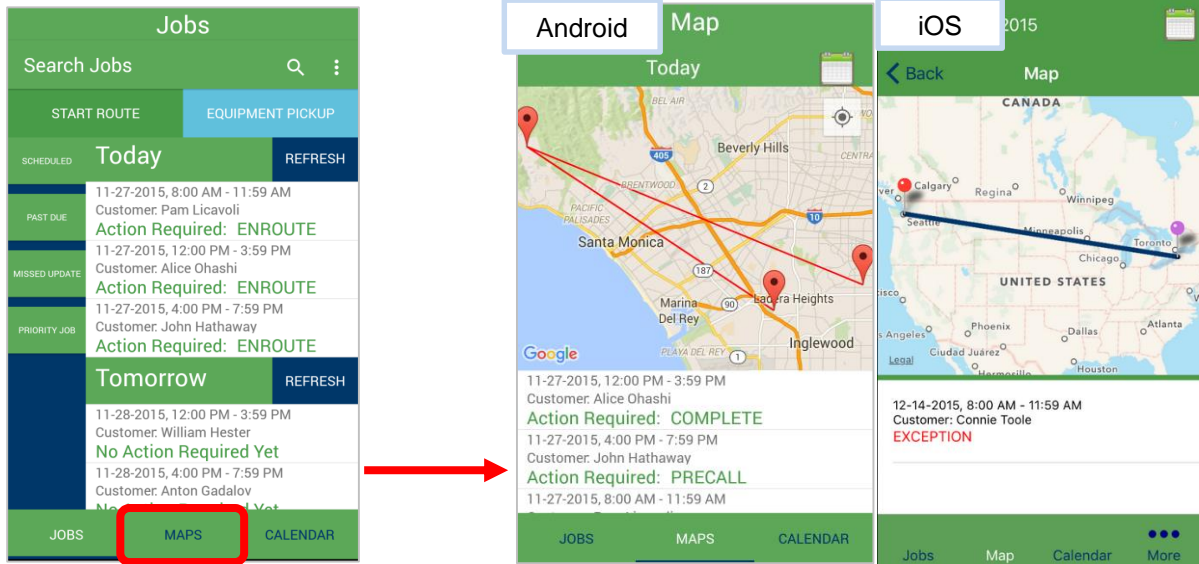 Jobs
Search Jobs
START ROUTE
EQUIPMENT PICKUP
SCHEDULED
Today
REFRESH
11-27-2015, 8:00 AM - 11:59 AM
Customer: Pam Licavoli
Action Required: ENROUTE
PAST DUE
11-27-2015, 12:00 PM - 3:59 PM
Customer: Alice Ohashi
Action Required: ENROUTE
MISSED UPDATE
11-27-2015, 4:00 PM - 7:59 PM
Customer: John Hathaway
Action Required: ENROUTE
PRIORITY JOB
Tomorrow
REFRESH
11-28-2015, 12:00 PM - 3:59 PM
Customer: William Hester
No Action Required Yet
11-28-2015, 4:00 PM - 7:59 PM
Customer: Anton Gadalov
JOBS
MAPS
CALENDAR
Android
Map
Today
BEL AIR
405
Beverly Hills
CENTRA
BRENTWOOD
2
PACIFIC
PALISADES
10
Santa Monica
187
Marina
Del Rey
90
Ladera Heights
Inglewood
Google
PLAYA DEL REY
1
11-27-2015, 12:00 PM - 3:59 PM
Customer: Alice Ohashi
Action Required: COMPLETE
11-27-2015, 4:00 PM - 7:59 PM
Customer: John Hathaway
Action Required: PRECALL
11-27-2015, 8:00 AM - 11:59 AM
JOBS
MAPS
CALENDAR
iOS
2015
Back
Map
CANADA
Calgary
Regina
Winnipeg
ver
Seattle
Minneapolis
Toronto
Chicago
UNITED STATES
isco
s Angeles
Phoenix
Dallas
Atlanta
Legal
Ciudad Juárez
Houston
Hermosillo
12-14-2015, 8:00 AM - 11:59 AM
Customer: Connie Toole
EXCEPTION
Jobs
Map
Calendar
More